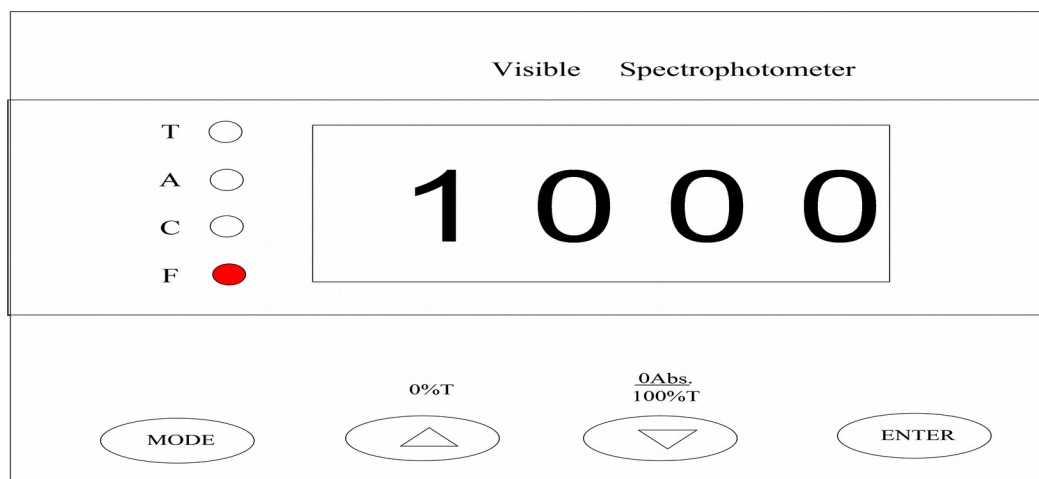 Visible Spectrophotometer
T
A
C
F
1000
0%T
0Abs.
100%T
MODE
ENTER